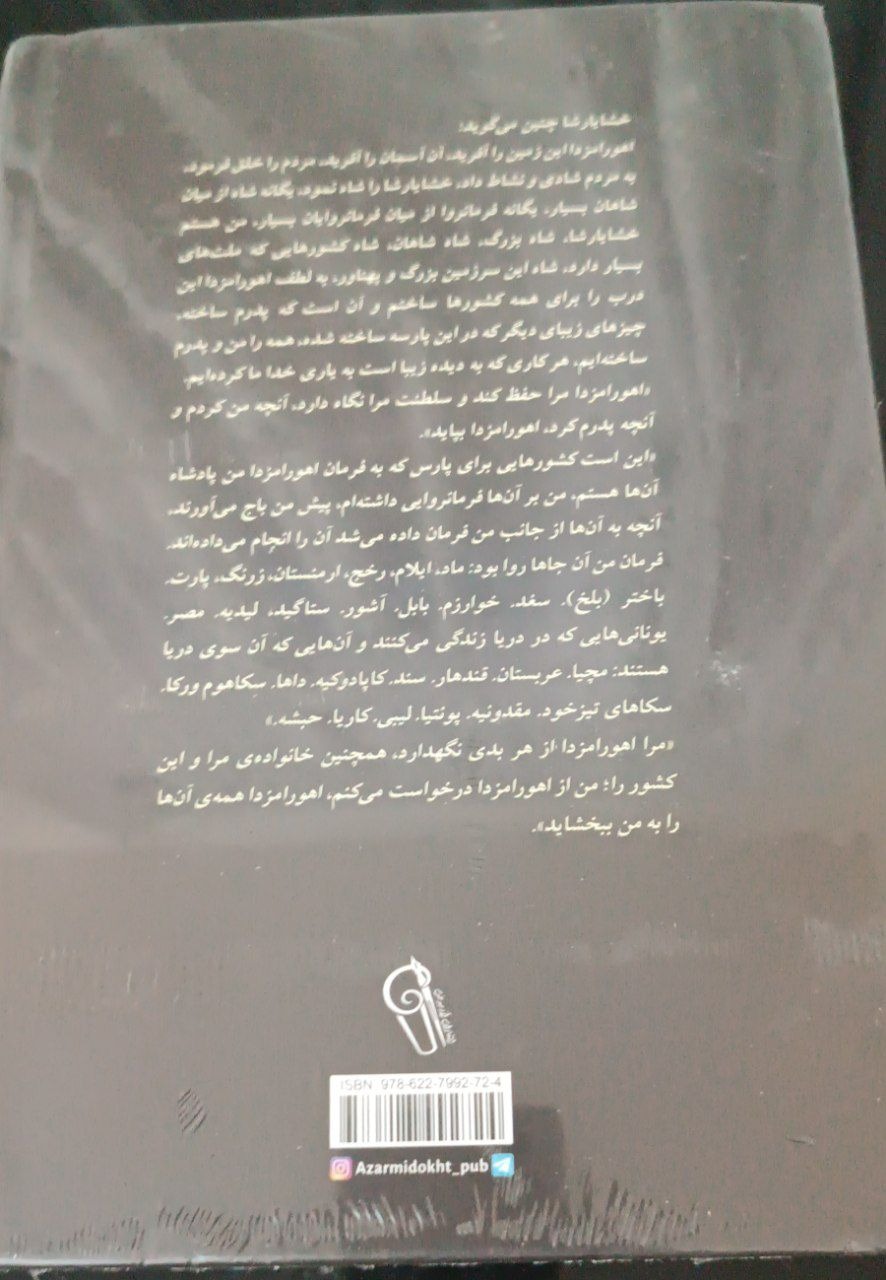 خشایارشا چنین می‌گوید:
اهورامزدا این زمین را آفرید، آن آسمان را آفرید، مردم را خلق فرمود،
به مردم شادی و نشاط داد، خشایارشا را شاه نمود، یگانه شاه از میان
شاهان بسیار، یگانه فرمانروا از میان فرمانروایان بسیار، من هستم
خشایارشا، شاه بزرگ، شاه شاهان، شاه کشورهایی که ملت‌های
بسیار دارد، شاه این سرزمین بزرگ و پهناور، به لطف اهورامزدا این
درب را برای همه کشورها ساختم و آن است که پدرم ساخته،
چیزهای زیبای دیگر که در این پارسه ساخته شده، همه را من و پدرم
ساخته‌ایم، هر کاری که به دیده زیبا است به یاری خدا ما کرده‌ایم.
«اهورامزدا مرا حفظ کند و سلطنت مرا نگاه دارد، آنچه من کردم و
آنچه پدرم کرد، اهورامزدا بپاید».
«این است کشورهایی برای پارس که به فرمان اهورامزدا من پادشاه
آن‌ها هستم، من بر آن‌ها فرمانروایی داشته‌ام، پیش من باج می‌آورند،
آنچه به آن‌ها از جانب من فرمان داده می‌شد آن را انجام می‌داده‌اند.
فرمان من آن جاها روا بود: ماد، ایلام، رخج، ارمنستان، زرنگ، پارت.
باختر (بلخ). سغد. خوارزم. بابل. آشور. ستاگید، لیدیه. مصر.
یونانی‌هایی که در دریا زندگی می‌کنند و آن‌هایی که آن سوی دریا
هستند: مچیا. عربستان. قندهار. سند. کاپادوکیه. داها. سکاهوم ورکا.
سکاهای تیزخود. مقدونیه. پونتیا. لیبی. کاریا. حبشه.»
«مرا اهورامزدا از هر بدی نگهدارد، همچنین خانواده‌ی مرا و این
کشور را؛ من از اهورامزدا درخواست می‌کنم، اهورامزدا همه‌ی آن‌ها
را به من ببخشاید».
ISBN 978-622-7992-72-4
Azarmidokht_pub